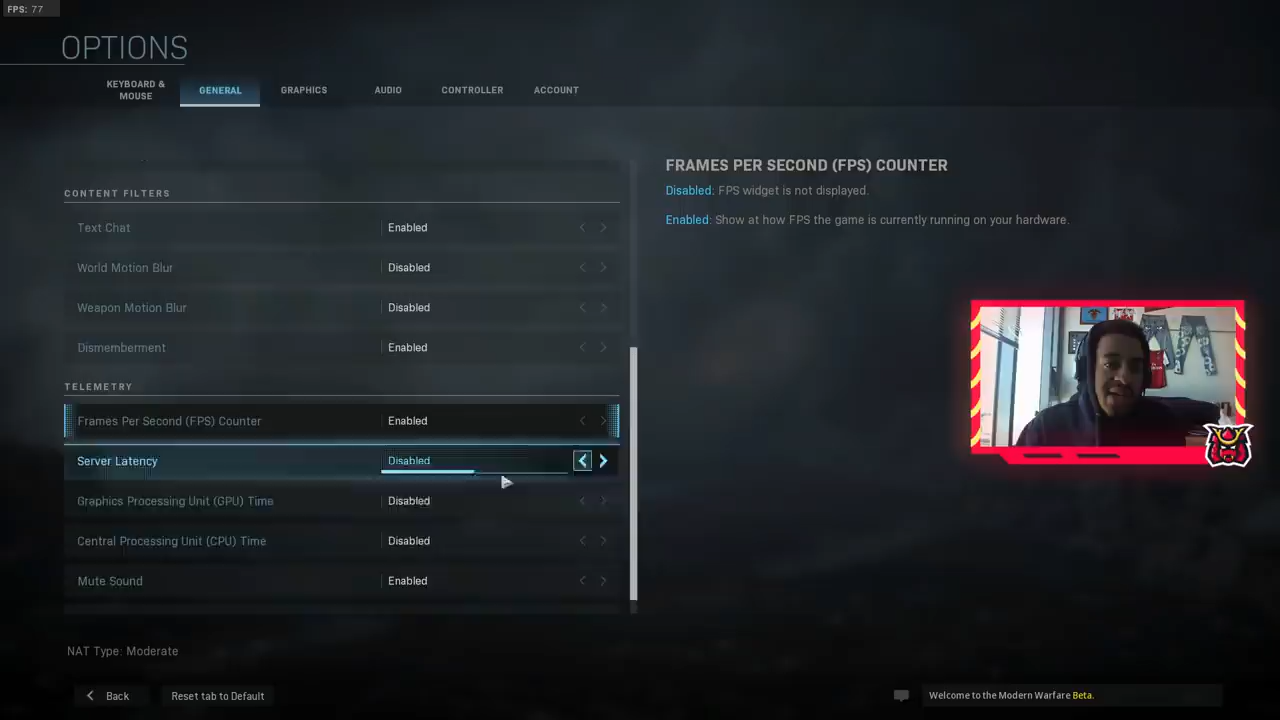 FPS: 77
OPTIONS
KEYBOARD &
MOUSE
GENERAL
GRAPHICS
AUDIO
CONTROLLER
ACCOUNT
CONTENT FILTERS
Text Chat Enabled
World Motion Blur Disabled
Weapon Motion Blur Disabled
Dismemberment Enabled
TELEMETRY
Frames Per Second (FPS) Counter Enabled
Server Latency Disabled
Graphics Processing Unit (GPU) Time Disabled
Central Processing Unit (CPU) Time Disabled
Mute Sound Enabled
FRAMES PER SECOND (FPS) COUNTER
Disabled: FPS widget is not displayed.
Enabled: Show at how FPS the game is currently running on your hardware.
NAT Type: Moderate
Back
Reset tab to Default
Welcome to the Modern Warfare Beta.